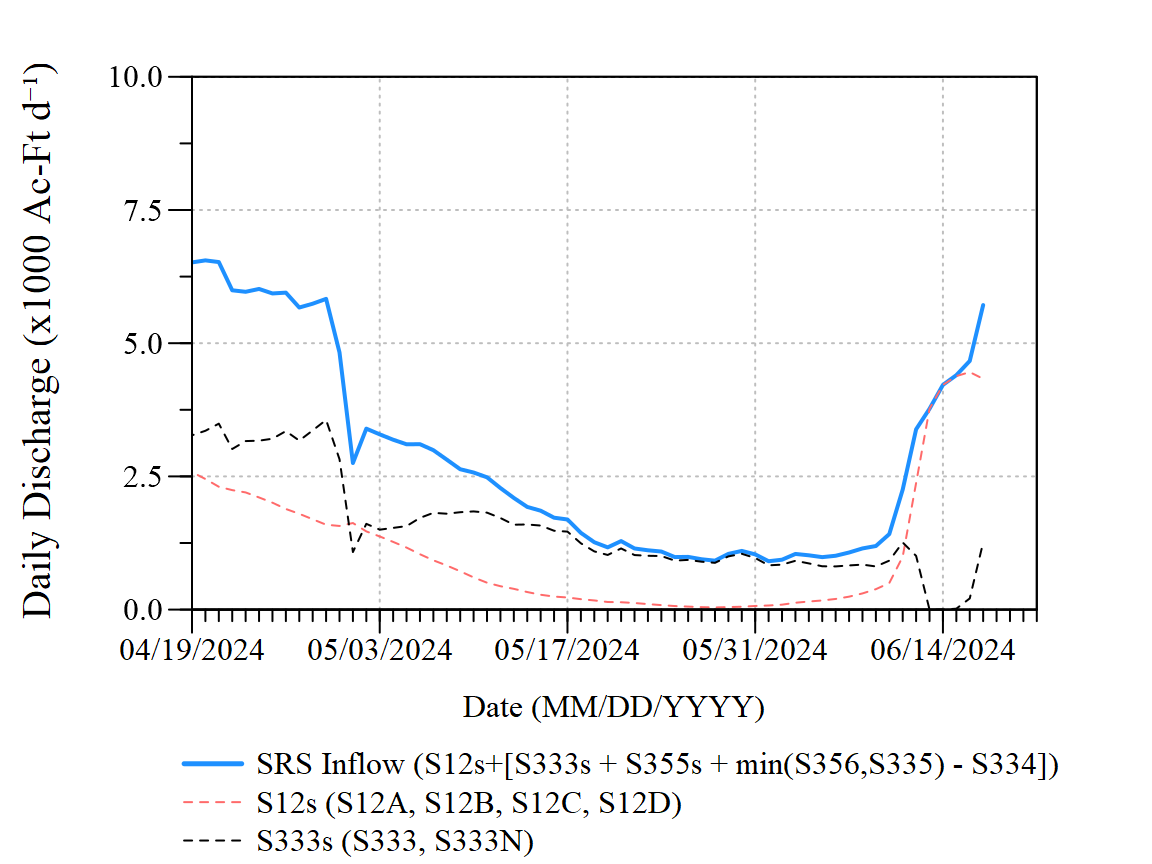 Daily Discharge (x1000 Ac-Ft d⁻¹)
10.0
7.5
5.0
2.5
0.0
04/19/2024 05/03/2024 05/17/2024 05/31/2024 06/14/2024
Date (MM/DD/YYYY)
SRS Inflow (S12s+[S333s + S355s + min(S356,S335) - S334])
S12s (S12A, S12B, S12C, S12D)
S333s (S333, S333N)